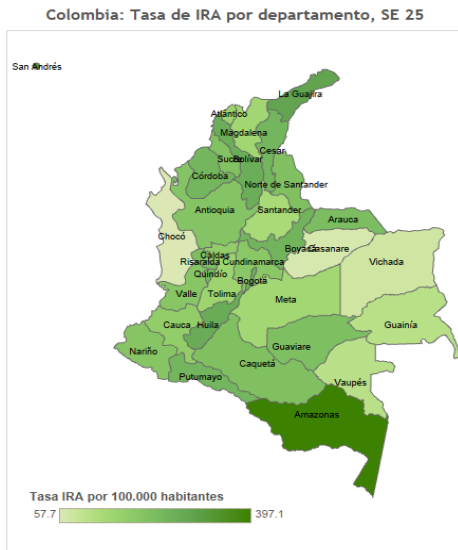 Colombia: Tasa de IRA por departamento, SE 25
San Andrés
La Guajira
Atlántico
Magdalena
Cesar
Sucre Bolívar
Córdoba
Norte de Santander
Antioquia
Santander
Arauca
Chocó
Boyacá Casanare
Caldas
Risaralda Cundinamarca
Vichada
Quindío
Bogotá
Valle
Tolima
Meta
Cauca
Huila
Guainía
Nariño
Guaviare
Caquetá
Putumayo
Vaupés
Amazonas
Tasa IRA por 100.000 habitantes
57.7 397.1